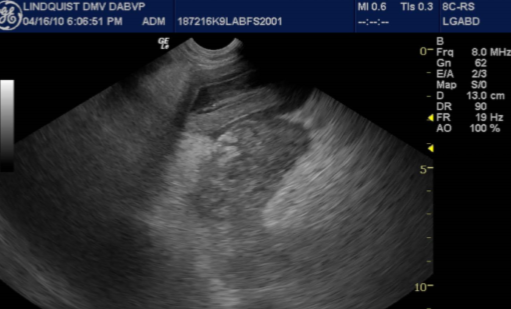 LINDQUIST DMV DABVP
MI 0.6 Tls 0.3 8C-RS
04/16/10 6:06:51 PM ADM 187216K9LABFS2001
--:--:-- LGABD
GE
B
Frq 8.0 MHz
Gn 62
E/A 2/3
Map S/0
D 13.0 cm
DR 90
FR 19 Hz
AO 100 %
0
5
10